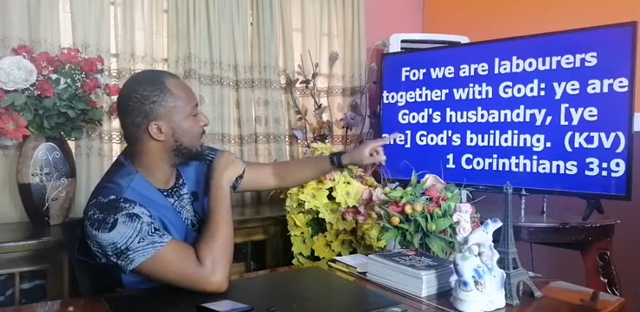 For we are labourers
together with God: ye are
God's husbandry, [ye
are] God's building. (KJV)
1 Corinthians 3:9